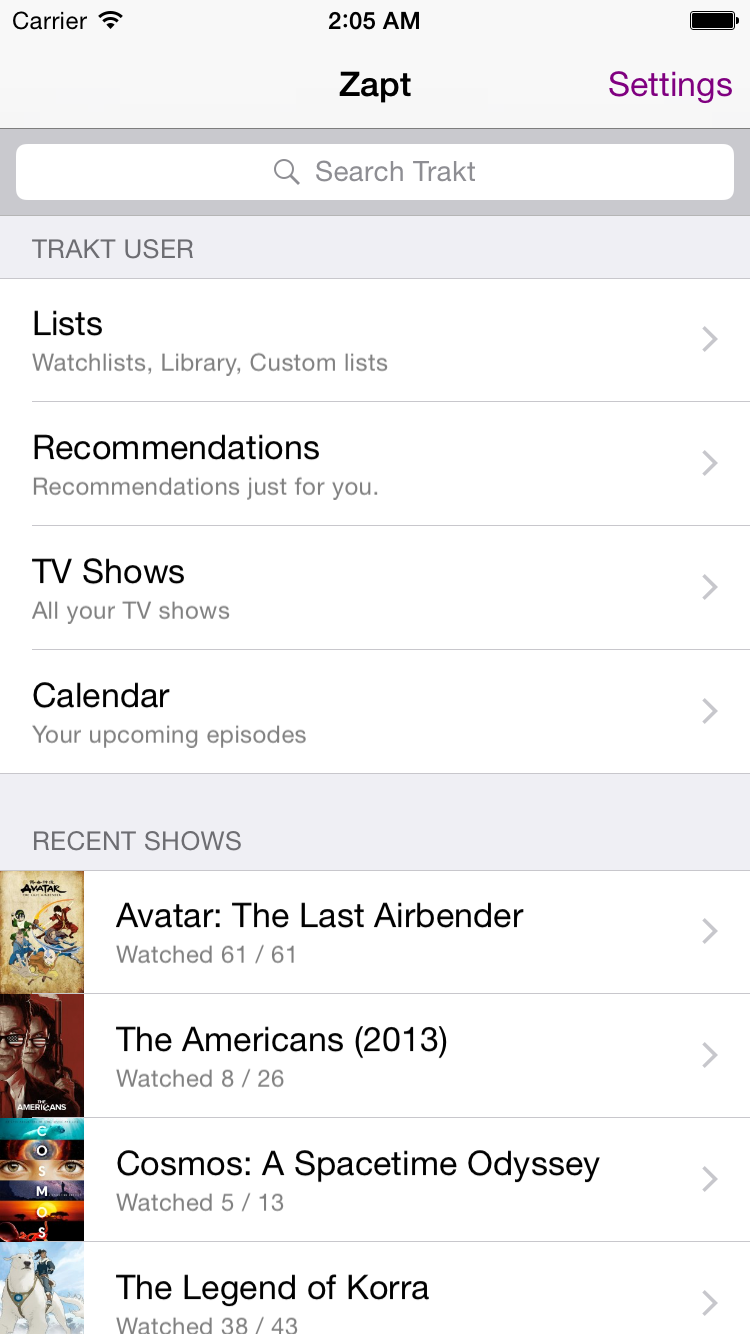 Carrier 2:05 AM
Zapt Settings
Search Trakt
TRAKT USER
Lists
Watchlists, Library, Custom lists
Recommendations
Recommendations just for you.
TV Shows
All your TV shows
Calendar
Your upcoming episodes
RECENT SHOWS
AVATAR
Avatar: The Last Airbender
Watched 61 / 61
THE
AMERICANS
The Americans (2013)
Watched 8 / 26
COSMOS
Cosmos: A Spacetime Odyssey
Watched 5 / 13
The Legend of Korra
Watched 38 / 43